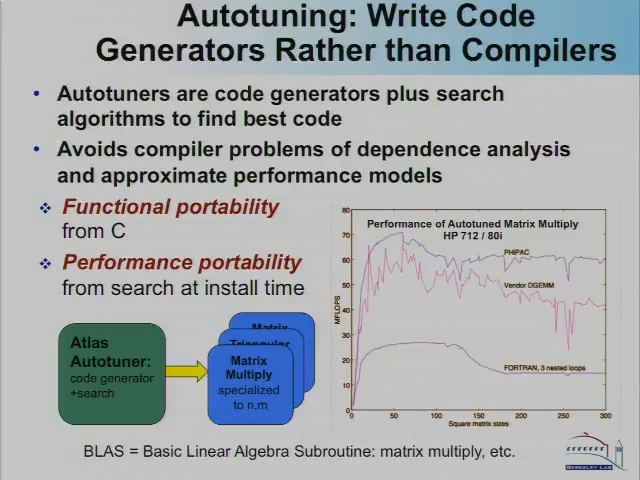 Autotuning: Write Code
Generators Rather than Compilers
• Autotuners are code generators plus search
algorithms to find best code
• Avoids compiler problems of dependence analysis
and approximate performance models
❖ Functional portability
from C
❖ Performance portability
from search at install time
Atlas
Autotuner:
code generator
+search
Matrix
Triangular
Matrix
Multiply
specialized
to n,m
Performance of Autotuned Matrix Multiply
HP 712 / 80i
PHiPAC
Vendor DGEMM
FORTRAN, 3 nested loops
MFLOPS
80
70
60
50
40
30
20
10
0
0 50 100 150 200 250 300
Square matrix sizes
BLAS = Basic Linear Algebra Subroutine: matrix multiply, etc.
BERKELEY LAB